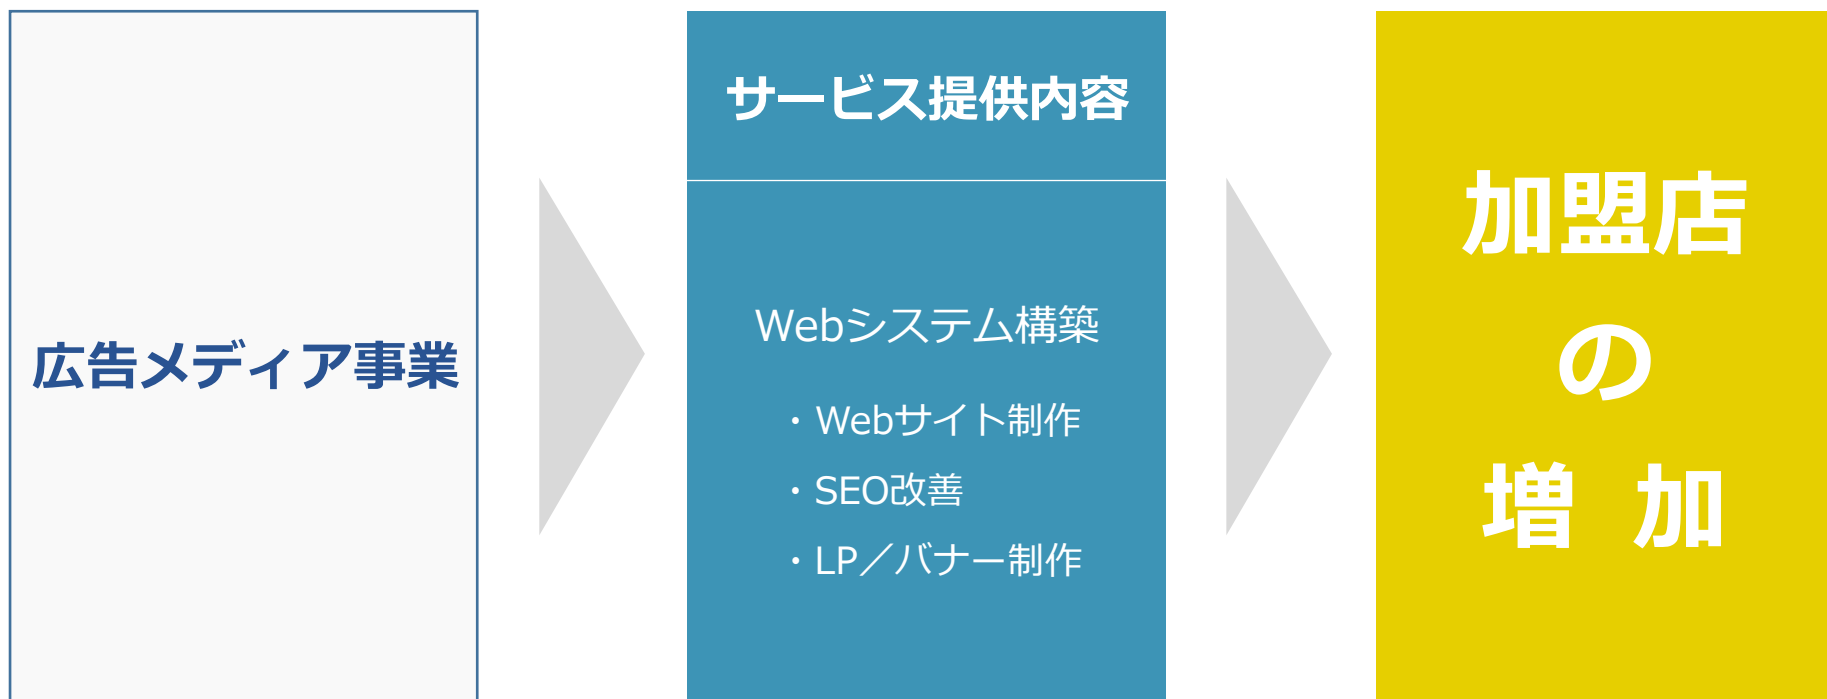 広告メディア事業
サービス提供内容
Webシステム構築
・Webサイト制作
・SEO改善
・LP／バナー制作
加盟店
の
増 加